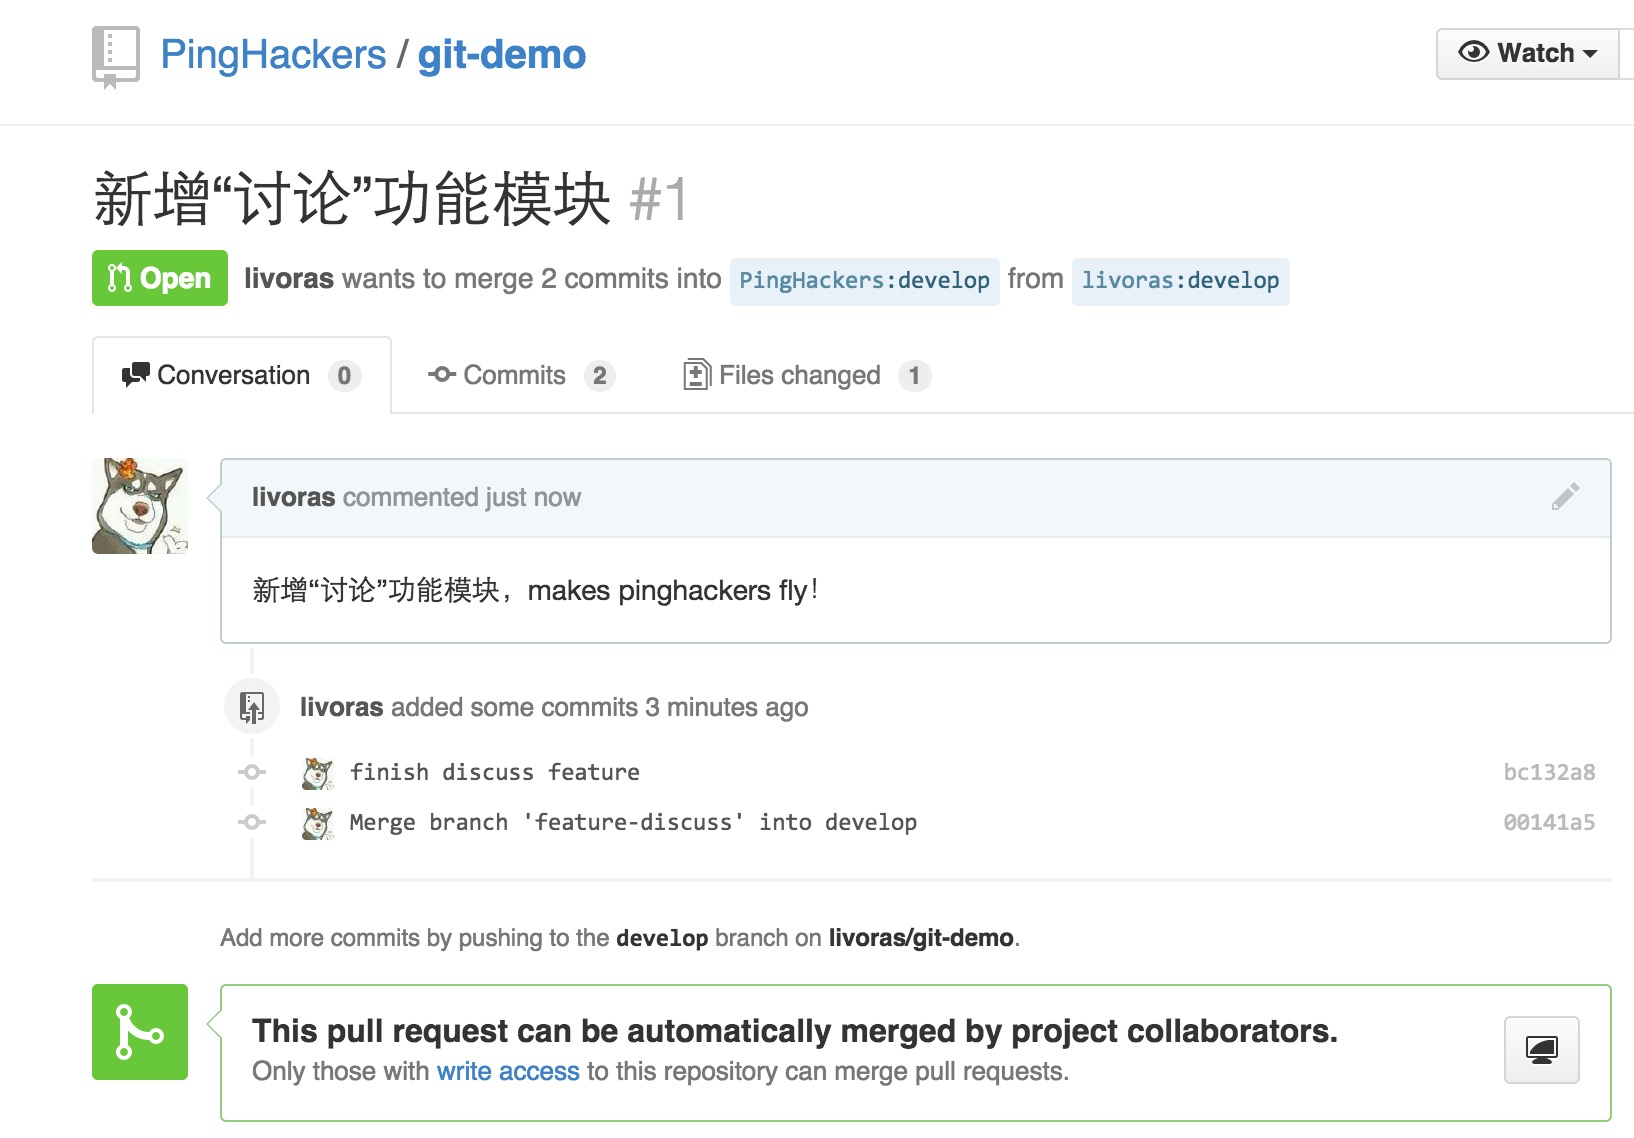 PingHackers / git-demo
Watch
新增“讨论”功能模块 #1
Open livoras wants to merge 2 commits into PingHackers:develop from livoras:develop
Conversation 0 Commits 2 Files changed 1
livoras commented just now
新增“讨论”功能模块，makes pinghackers fly！
livoras added some commits 3 minutes ago
finish discuss feature bc132a8
Merge branch 'feature-discuss' into develop 00141a5
Add more commits by pushing to the develop branch on livoras/git-demo.
This pull request can be automatically merged by project collaborators.
Only those with write access to this repository can merge pull requests.